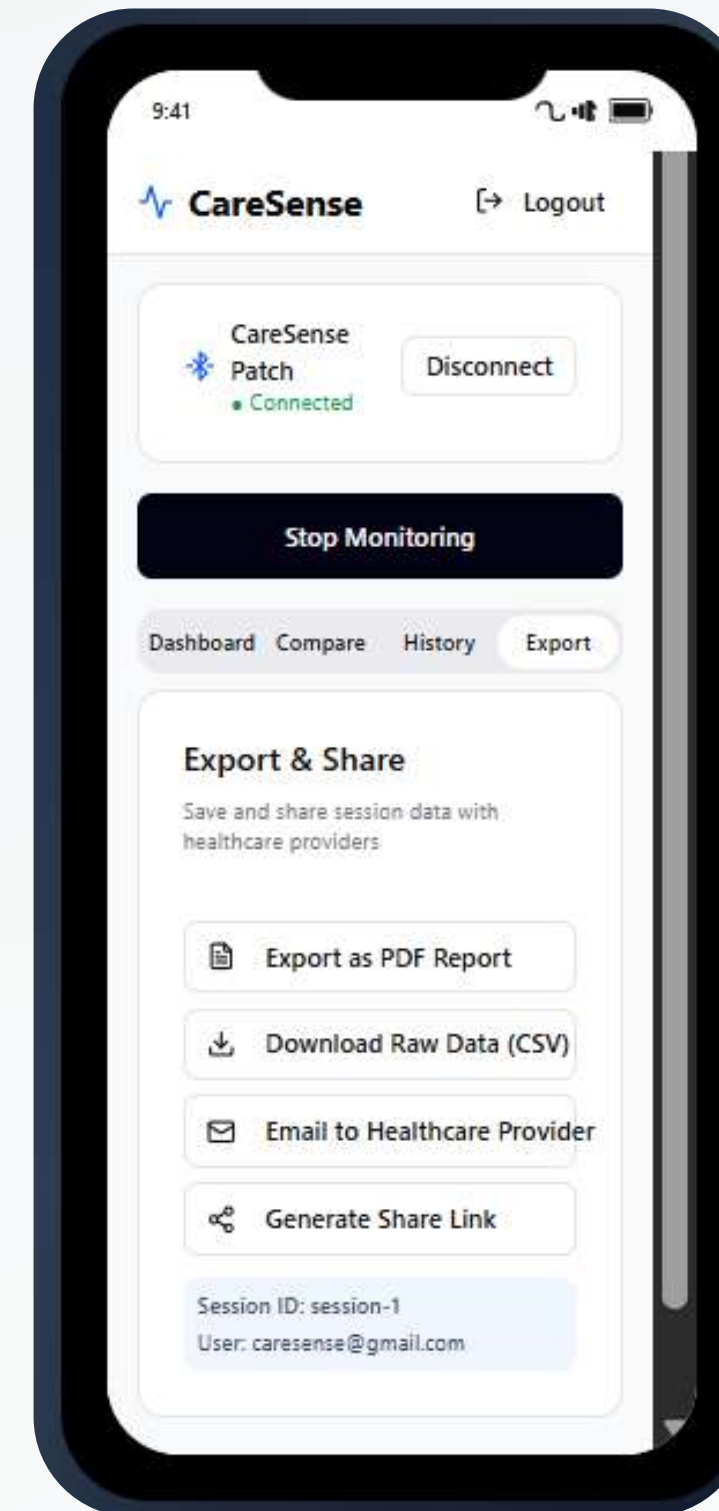 9:41
CareSense
Logout
CareSense
Patch
• Connected
Disconnect
Stop Monitoring
Dashboard Compare History Export
Export & Share
Save and share session data with
healthcare providers
Export as PDF Report
Download Raw Data (CSV)
Email to Healthcare Provider
Generate Share Link
Session ID: session-1
User: caresense@gmail.com